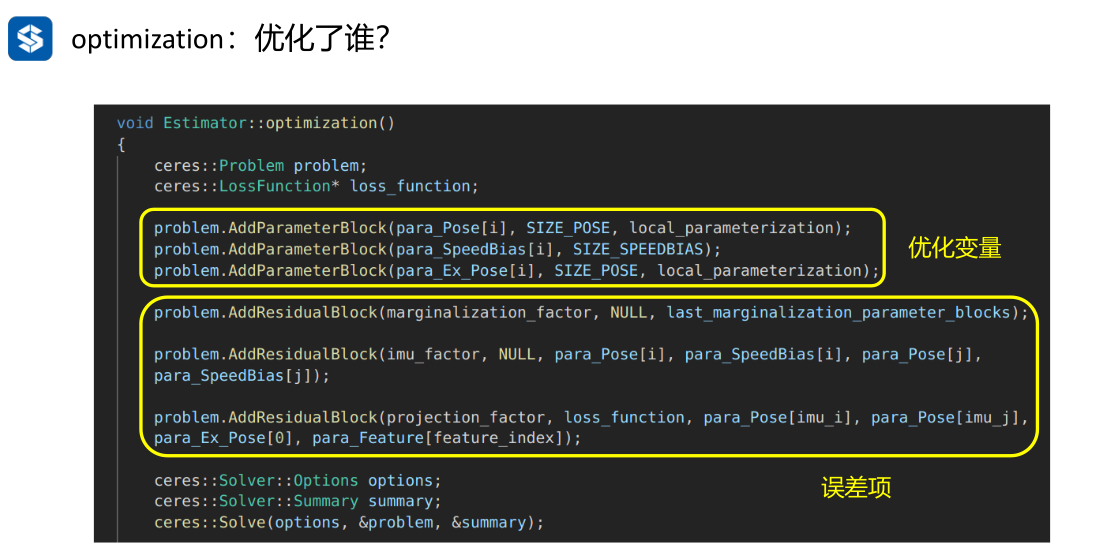 optimization：优化了谁？
void Estimator::optimization()
{
ceres::Problem problem;
ceres::LossFunction* loss_function;
problem.AddParameterBlock(para_Pose[i], SIZE_POSE, local_parameterization);
problem.AddParameterBlock(para_SpeedBias[i], SIZE_SPEEDBIAS);
problem.AddParameterBlock(para_Ex_Pose[i], SIZE_POSE, local_parameterization);
优化变量
problem.AddResidualBlock(marginalization_factor, NULL, last_marginalization_parameter_blocks);
problem.AddResidualBlock(imu_factor, NULL, para_Pose[i], para_SpeedBias[i], para_Pose[j],
para_SpeedBias[j]);
problem.AddResidualBlock(projection_factor, loss_function, para_Pose[imu_i], para_Pose[imu_j],
para_Ex_Pose[0], para_Feature[feature_index]);
误差项
ceres::Solver::Options options;
ceres::Solver::Summary summary;
ceres::Solve(options, &problem, &summary);